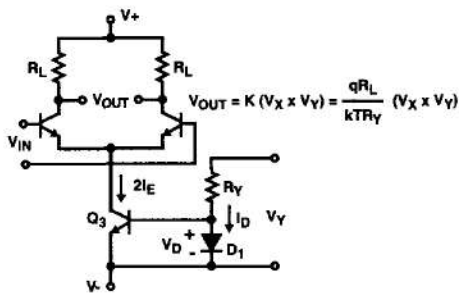 V+
RL RL
VOUT
VOUT = K (VX x VY) = qRL / kTRY (VX x VY)
VIN
2IE
RY
Q3
ID
VY
VD + -
D1
V-